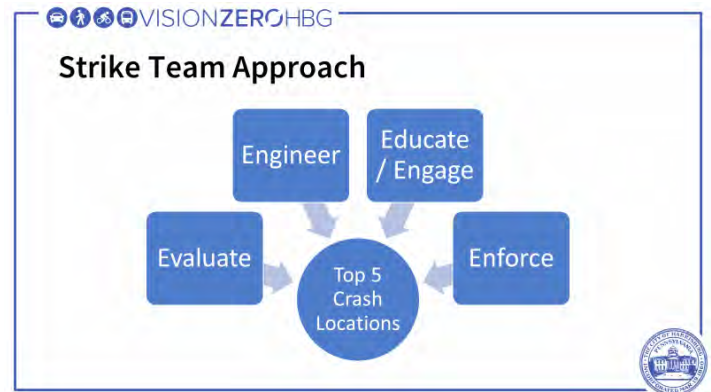 VISIONZEROHBG
Strike Team Approach
Engineer
Educate
/ Engage
Evaluate
Enforce
Top 5
Crash
Locations